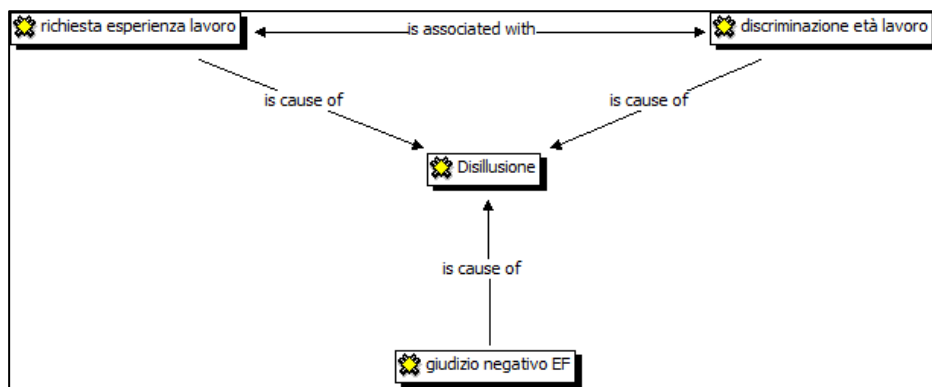 richiesta esperienza lavoro
is associated with
discriminazione età lavoro
is cause of
is cause of
Disillusione
is cause of
giudizio negativo EF